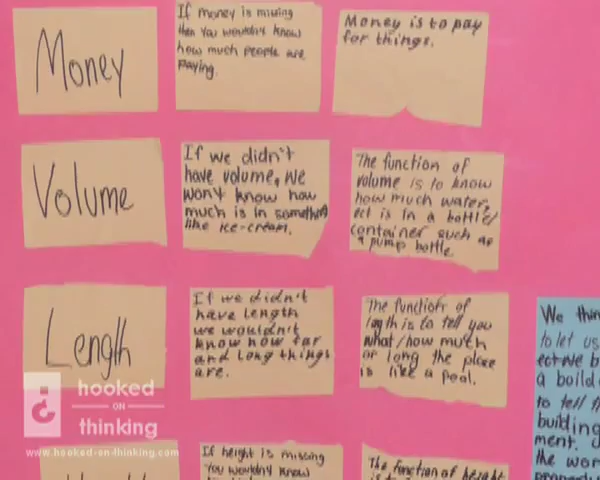 Money
If money is missing
then you wouldn't know
how much people are
paying.
Money is to pay
for things.
Volume
If we didn't
have volume, we
won't know how
much is in something
like ice-cream.
The function of
volume is to know
how much water,
ect is in a bottle/
container such as
a pump bottle.
Length
If we didn't
have length
we wouldn't
know how far
and long things
are.
The function of
length is to tell you
what/how much
or long the place
is like a pool.
If height is missing
You wouldn't know
The function of height
We
to let us
a build
to tell
building
ment.
the wor
hooked
ON
thinking
www.hooked-on-thinking.com